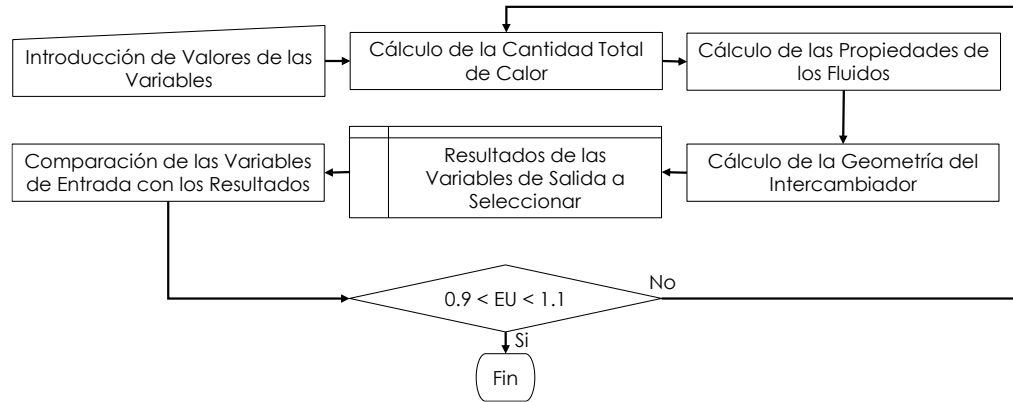 Introducción de Valores de las
Variables
Cálculo de la Cantidad Total
de Calor
Cálculo de las Propiedades de
los Fluidos
Comparación de las Variables
de Entrada con los Resultados
Resultados de las
Variables de Salida a
Seleccionar
Cálculo de la Geometría del
Intercambiador
0.9 < EU < 1.1
No
Si
Fin